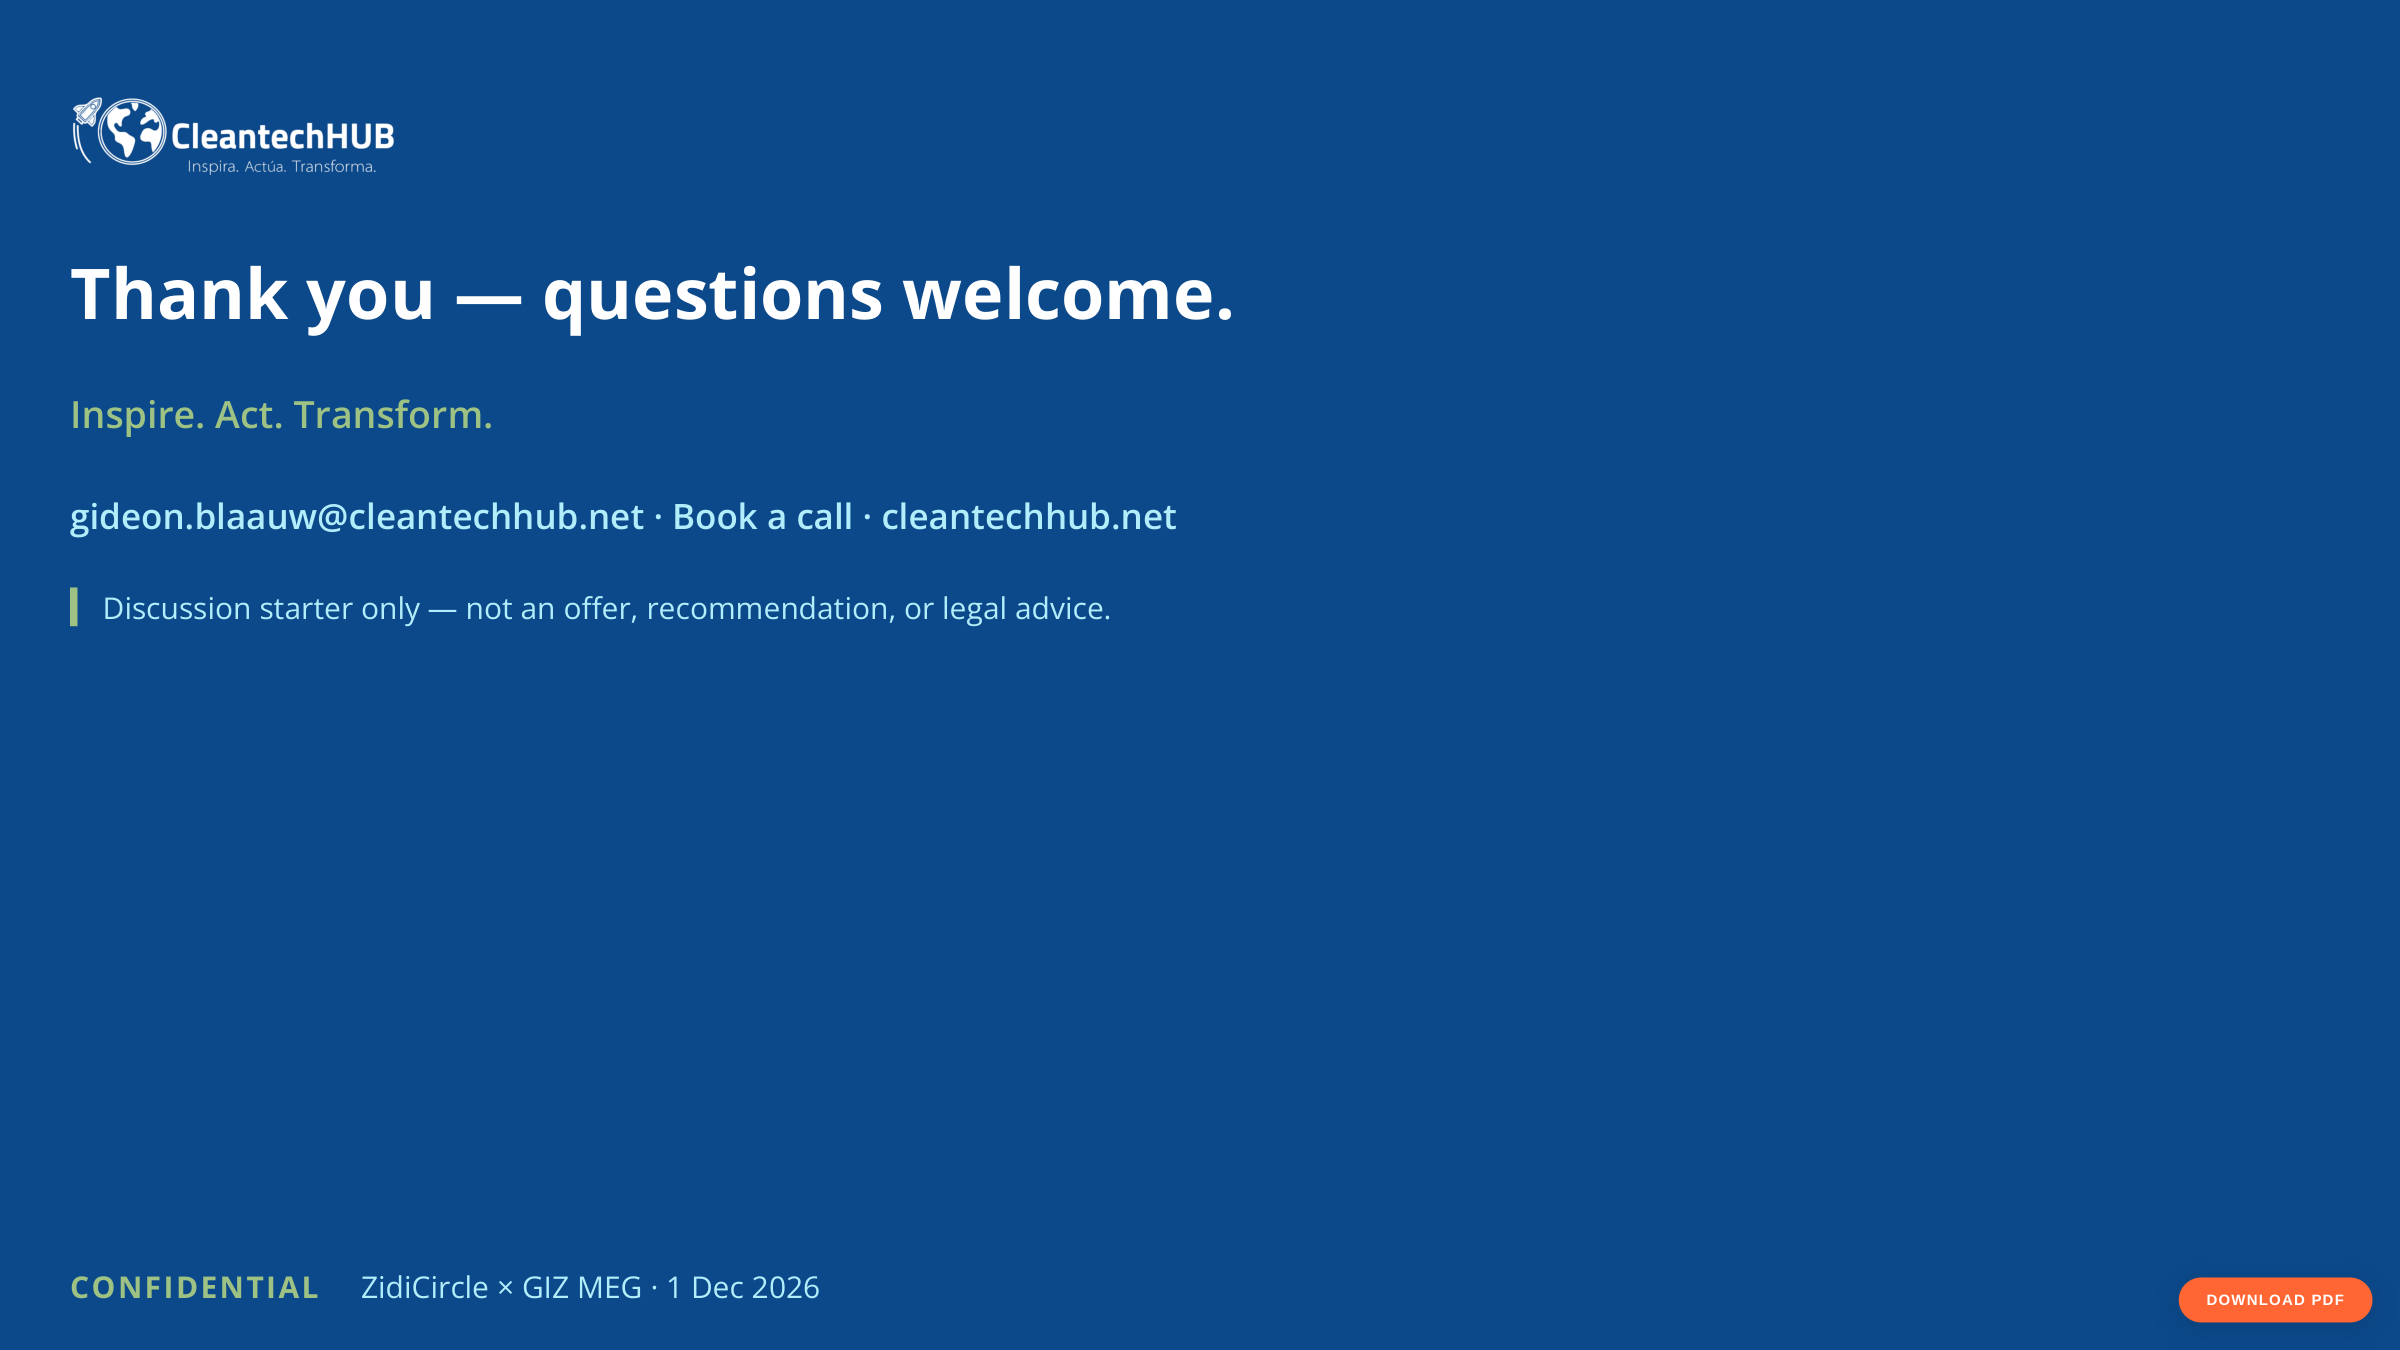 CleantechHUB
Inspira. Actúa. Transforma.
Thank you — questions welcome.
Inspire. Act. Transform.
gideon.blaauw@cleantechhub.net · Book a call · cleantechhub.net
Discussion starter only — not an offer, recommendation, or legal advice.
CONFIDENTIAL ZidiCircle × GIZ MEG · 1 Dec 2026
DOWNLOAD PDF